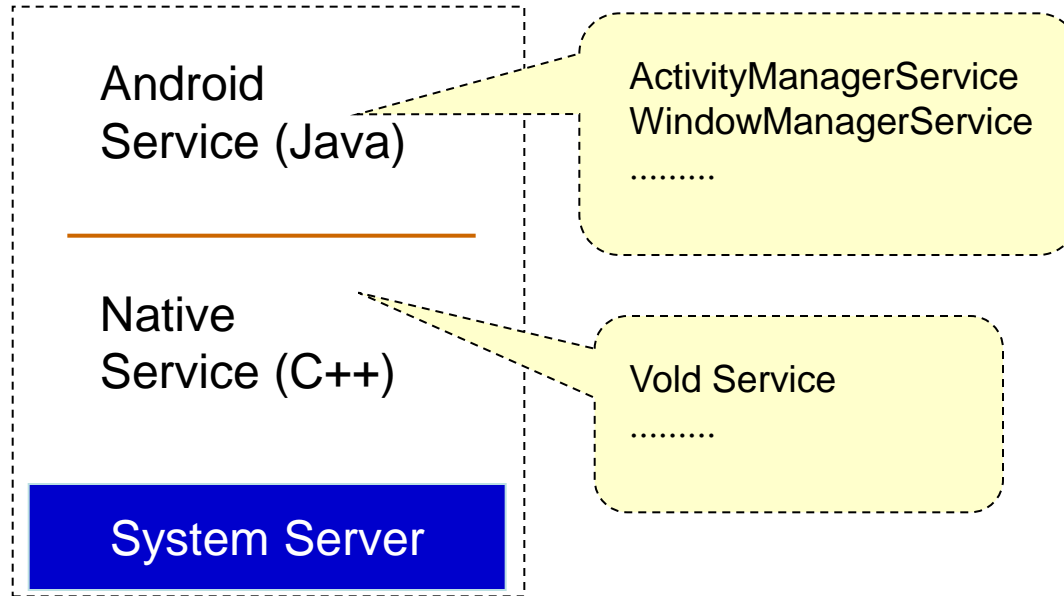 Android
Service (Java)
ActivityManagerService
WindowManagerService
.........
Native
Service (C++)
Vold Service
.........
System Server